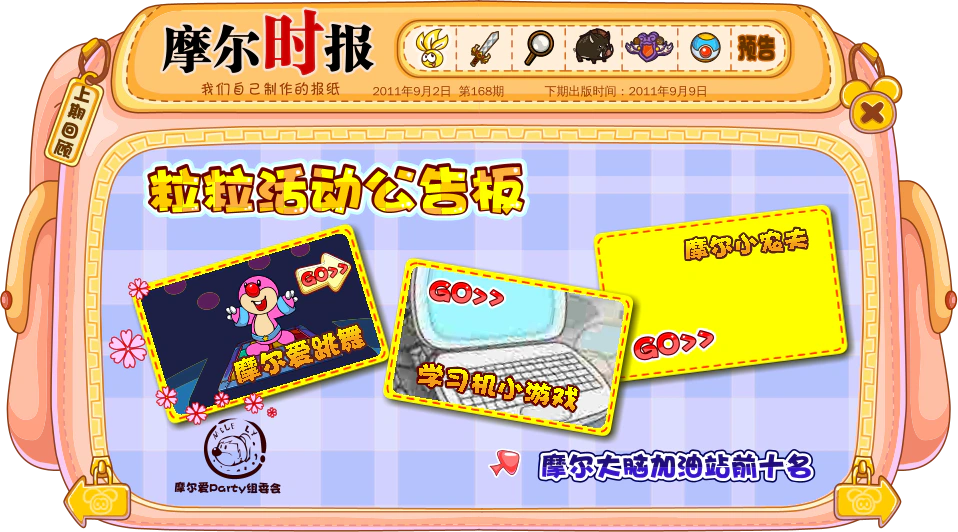 摩尔时报
预告
我们自己制作的报纸
2011年9月2日 第168期
下期出版时间:2011年9月9日
上期回顾
粒粒活动公告板
GO>>
摩尔爱跳舞
GO>>
学习机小游戏
摩尔小农夫
GO>>
摩尔爱Party组委会
摩尔大脑加油站前十名